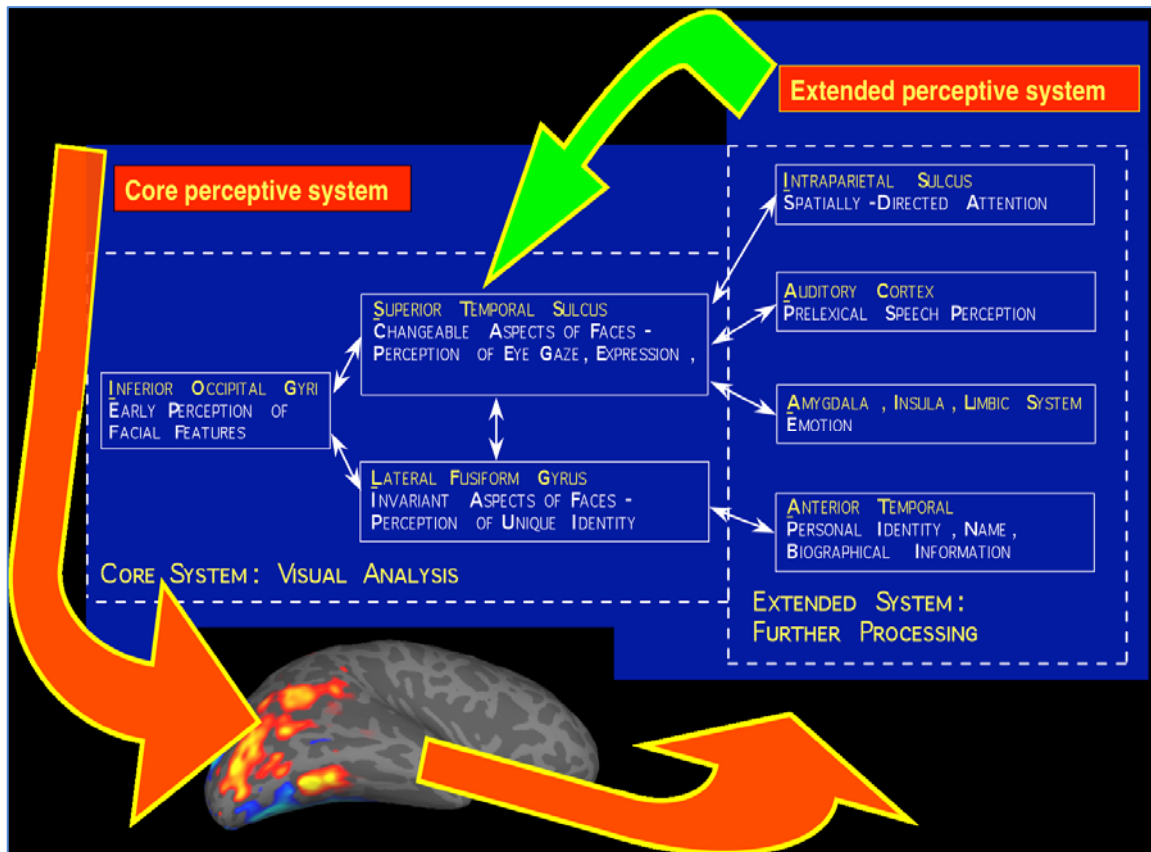 Extended perceptive system
Core perceptive system
INTRAPARIETAL SULCUS
SPATIALLY -DIRECTED ATTENTION
SUPERIOR TEMPORAL SULCUS
CHANGEABLE ASPECTS OF FACES -
PERCEPTION OF EYE GAZE , EXPRESSION ,
AUDITORY CORTEX
PRELEXICAL SPEECH PERCEPTION
INFERIOR OCCIPITAL GYRI
EARLY PERCEPTION OF
FACIAL FEATURES
AMYGDALA , INSULA , LIMBIC SYSTEM
EMOTION
LATERAL FUSIFORM GYRUS
INVARIANT ASPECTS OF FACES -
PERCEPTION OF UNIQUE IDENTITY
ANTERIOR TEMPORAL
PERSONAL IDENTITY , NAME ,
BIOGRAPHICAL INFORMATION
CORE SYSTEM: VISUAL ANALYSIS
EXTENDED SYSTEM:
FURTHER PROCESSING